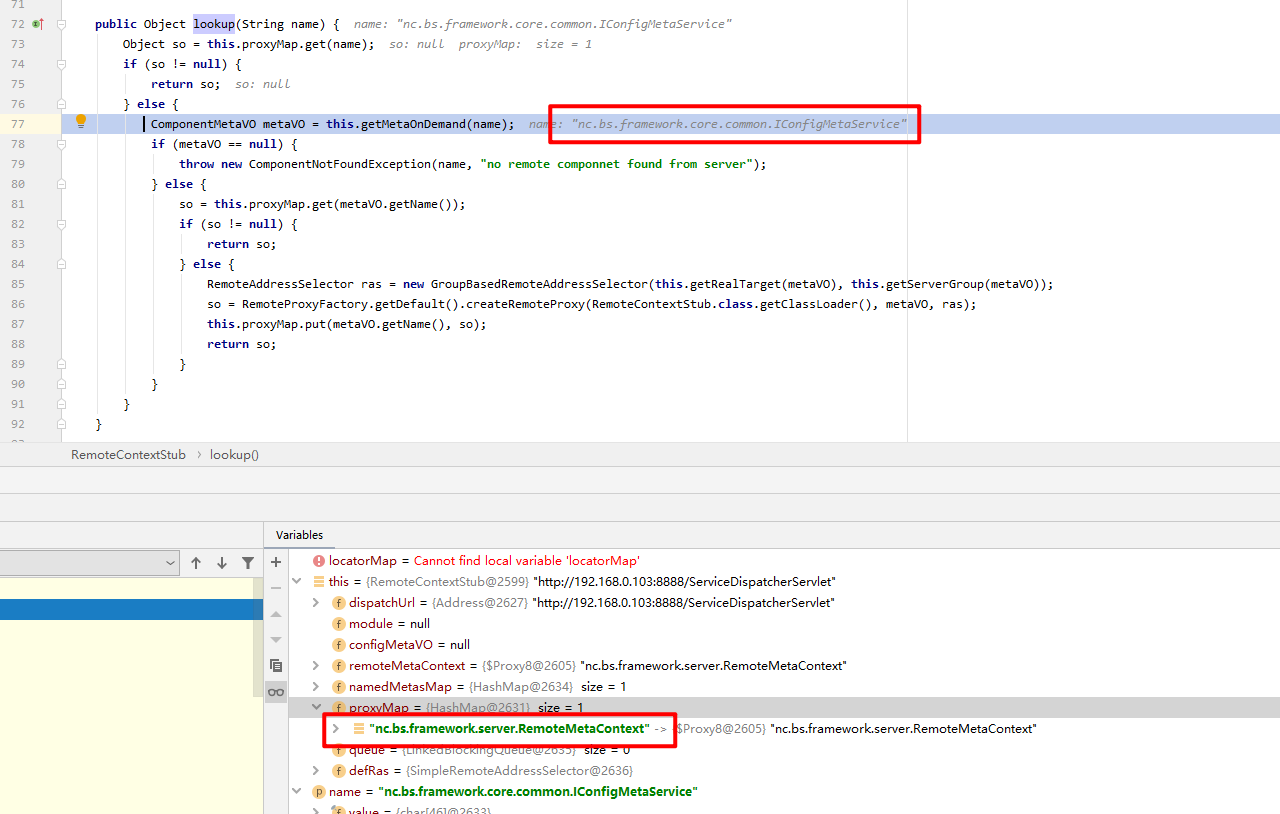 71
72 public Object lookup(String name) { name: "nc.bs.framework.core.common.IConfigMetaService"
73 Object so = this.proxyMap.get(name); so: null proxyMap: size = 1
74 if (so != null) {
75 return so; so: null
76 } else {
77 ComponentMetaVO metaVO = this.getMetaOnDemand(name); name: "nc.bs.framework.core.common.IConfigMetaService"
78 if (metaVO == null) {
79 throw new ComponentNotFoundException(name, "no remote componnet found from server");
80 } else {
81 so = this.proxyMap.get(metaVO.getName());
82 if (so != null) {
83 return so;
84 } else {
85 RemoteAddressSelector ras = new GroupBasedRemoteAddressSelector(this.getRealTarget(metaVO), this.getServerGroup(metaVO));
86 so = RemoteProxyFactory.getDefault().createRemoteProxy(RemoteContextStub.class.getClassLoader(), metaVO, ras);
87 this.proxyMap.put(metaVO.getName(), so);
88 return so;
89 }
90 }
91 }
92 }
RemoteContextStub › lookup()
Variables
locatorMap = Cannot find local variable 'locatorMap'
this = {RemoteContextStub@2599} "http://192.168.0.103:8888/ServiceDispatcherServlet"
dispatchUrl = {Address@2627} "http://192.168.0.103:8888/ServiceDispatcherServlet"
module = null
configMetaVO = null
remoteMetaContext = {$Proxy8@2605} "nc.bs.framework.server.RemoteMetaContext"
namedMetasMap = {HashMap@2634} size = 1
proxyMap = {HashMap@2631} size = 1
"nc.bs.framework.server.RemoteMetaContext" -> {$Proxy8@2605} "nc.bs.framework.server.RemoteMetaContext"
queue = {LinkedBlockingQueue@2635} size = 0
defRas = {SimpleRemoteAddressSelector@2636}
name = "nc.bs.framework.core.common.IConfigMetaService"
value = {char[46]@2633}